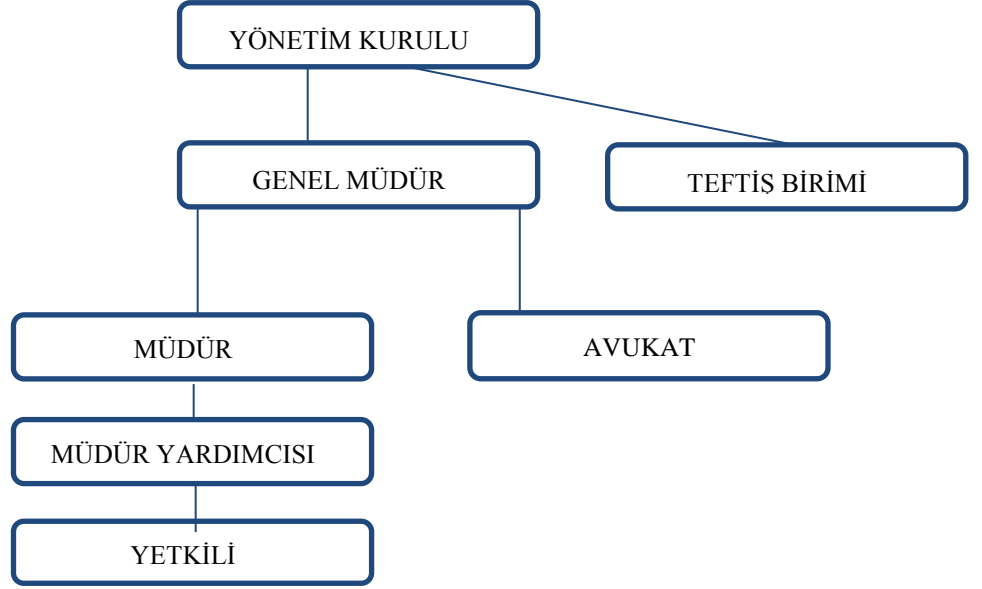 YÖNETİM KURULU
GENEL MÜDÜR
TEFTİŞ BİRİMİ
MÜDÜR
AVUKAT
MÜDÜR YARDIMCISI
YETKİLİ